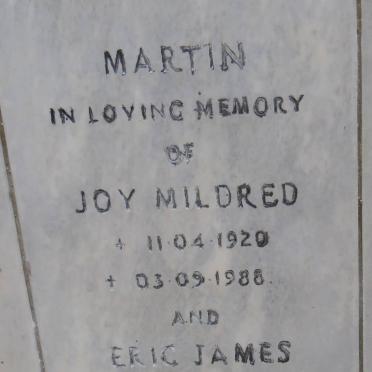 MARTIN
IN LOVING MEMORY
OF
JOY MILDRED
+ 11·04·1920
+ 03·09·1988
AND
ERIC JAMES